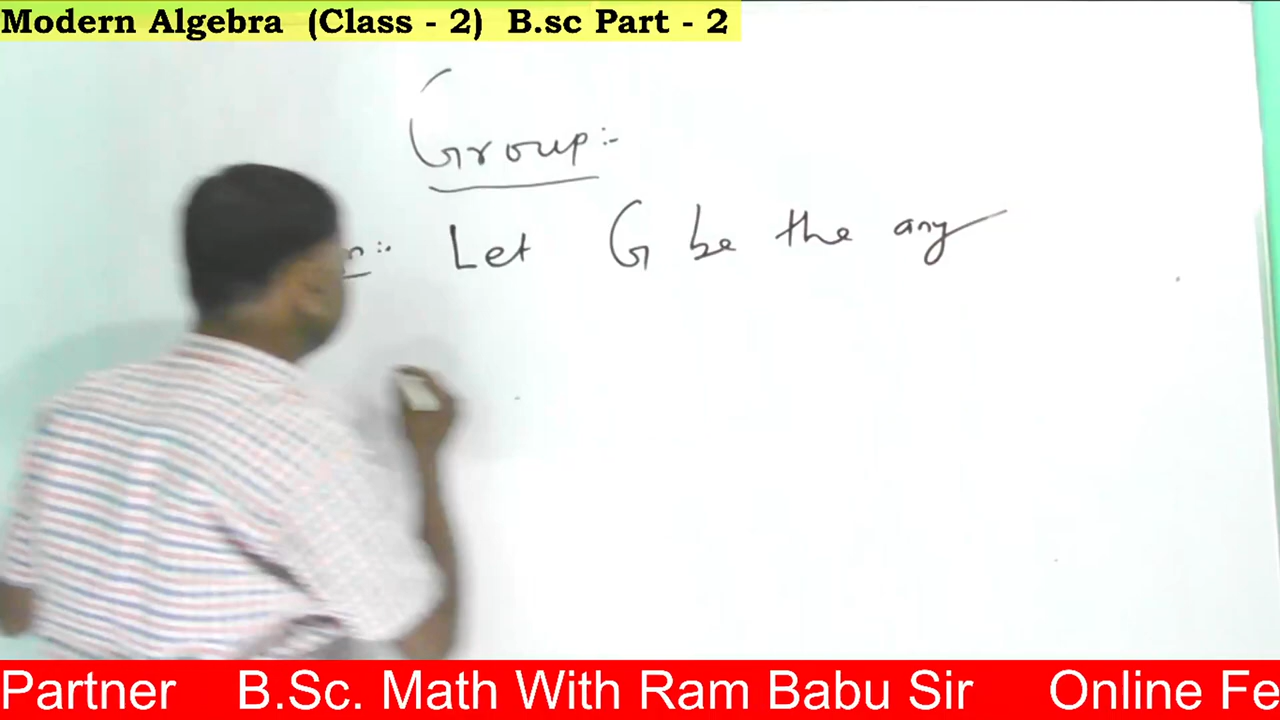 Modern Algebra (Class - 2) B.sc Part - 2
Group:-
Let G be the any
Partner B.Sc. Math With Ram Babu Sir Online Fe